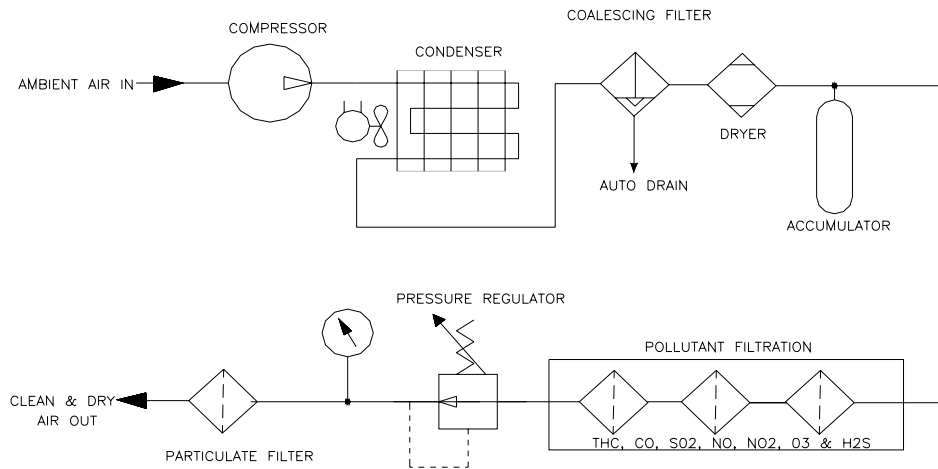 COMPRESSOR
COALESCING FILTER
CONDENSER
AMBIENT AIR IN
DRYER
AUTO DRAIN
ACCUMULATOR
PRESSURE REGULATOR
POLLUTANT FILTRATION
CLEAN & DRY
AIR OUT
THC, CO, SO2, NO, NO2, O3 & H2S
PARTICULATE FILTER